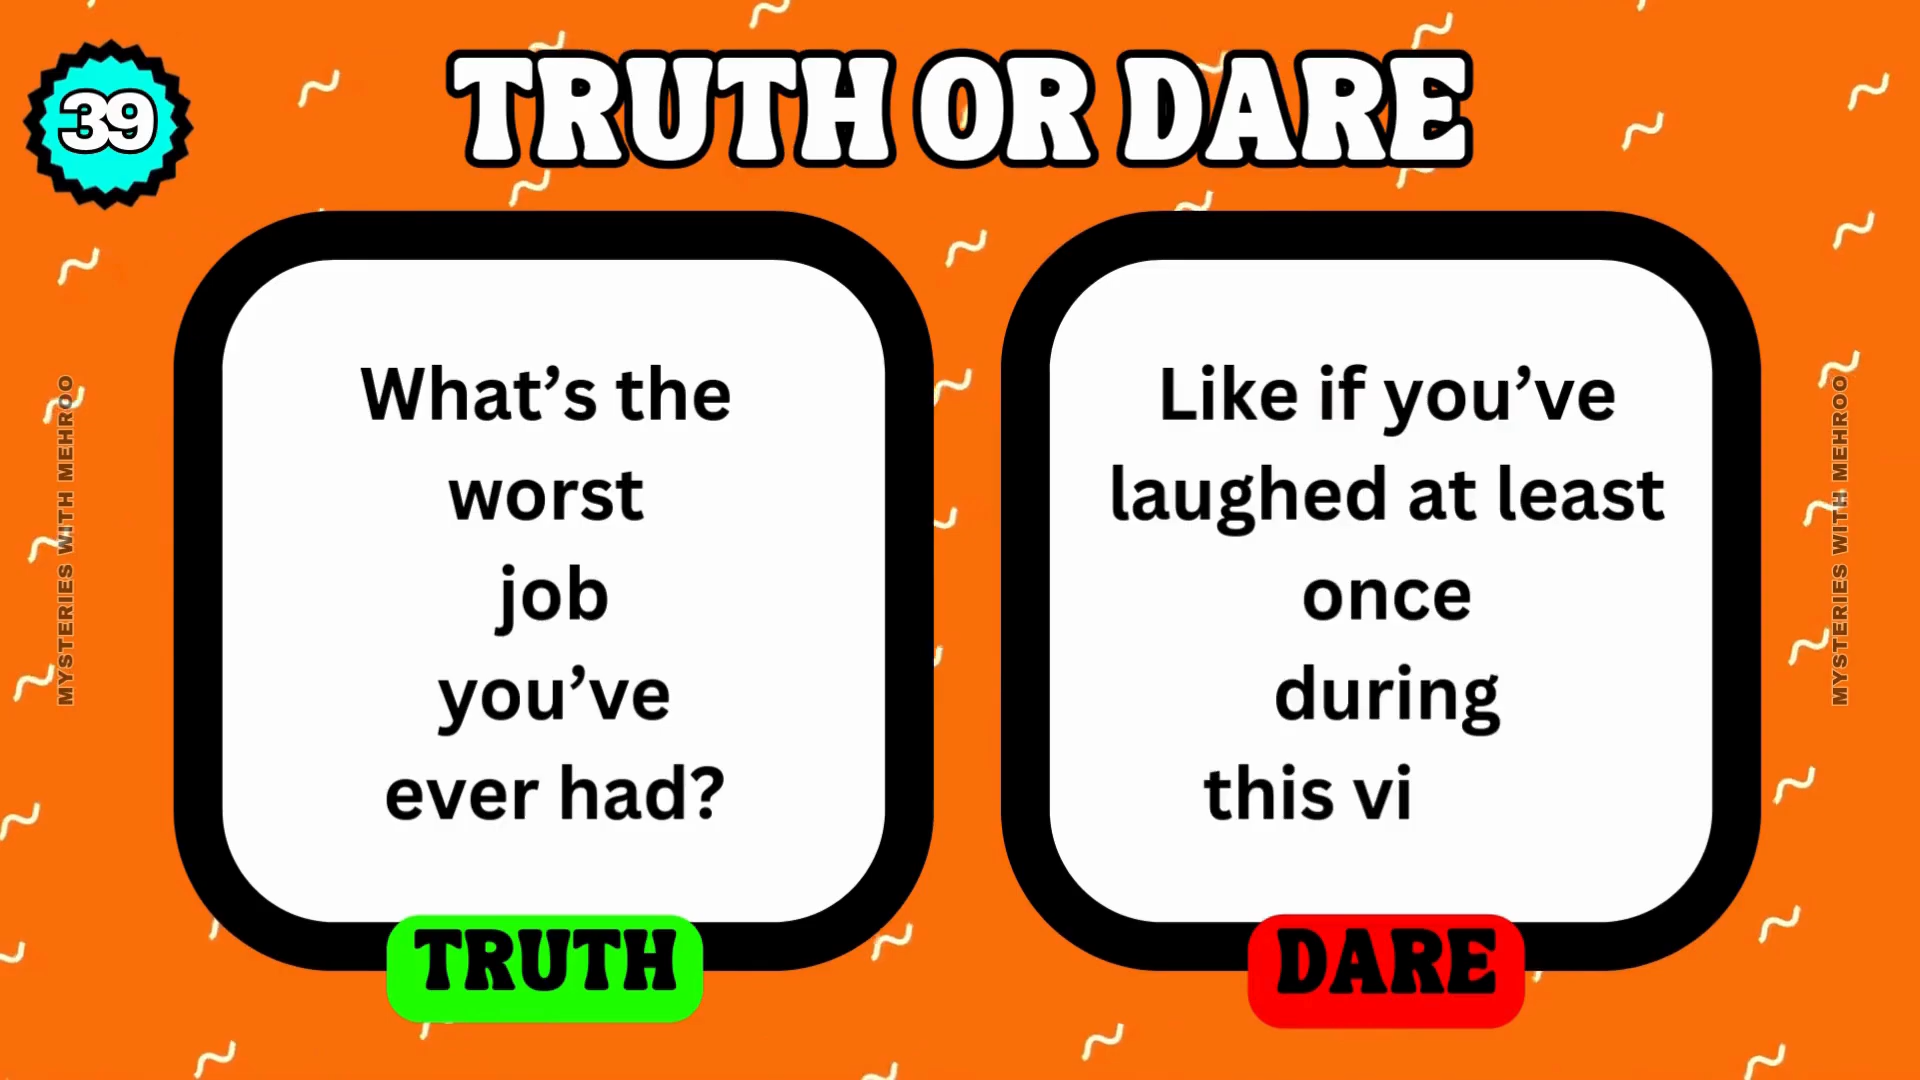 39
TRUTH OR DARE
What's the
worst
job
you've
ever had?
TRUTH
Like if you've
laughed at least
once
during
this vi
DARE
MYSTERIES WITH MEHROO
MYSTERIES WITH MEHROO